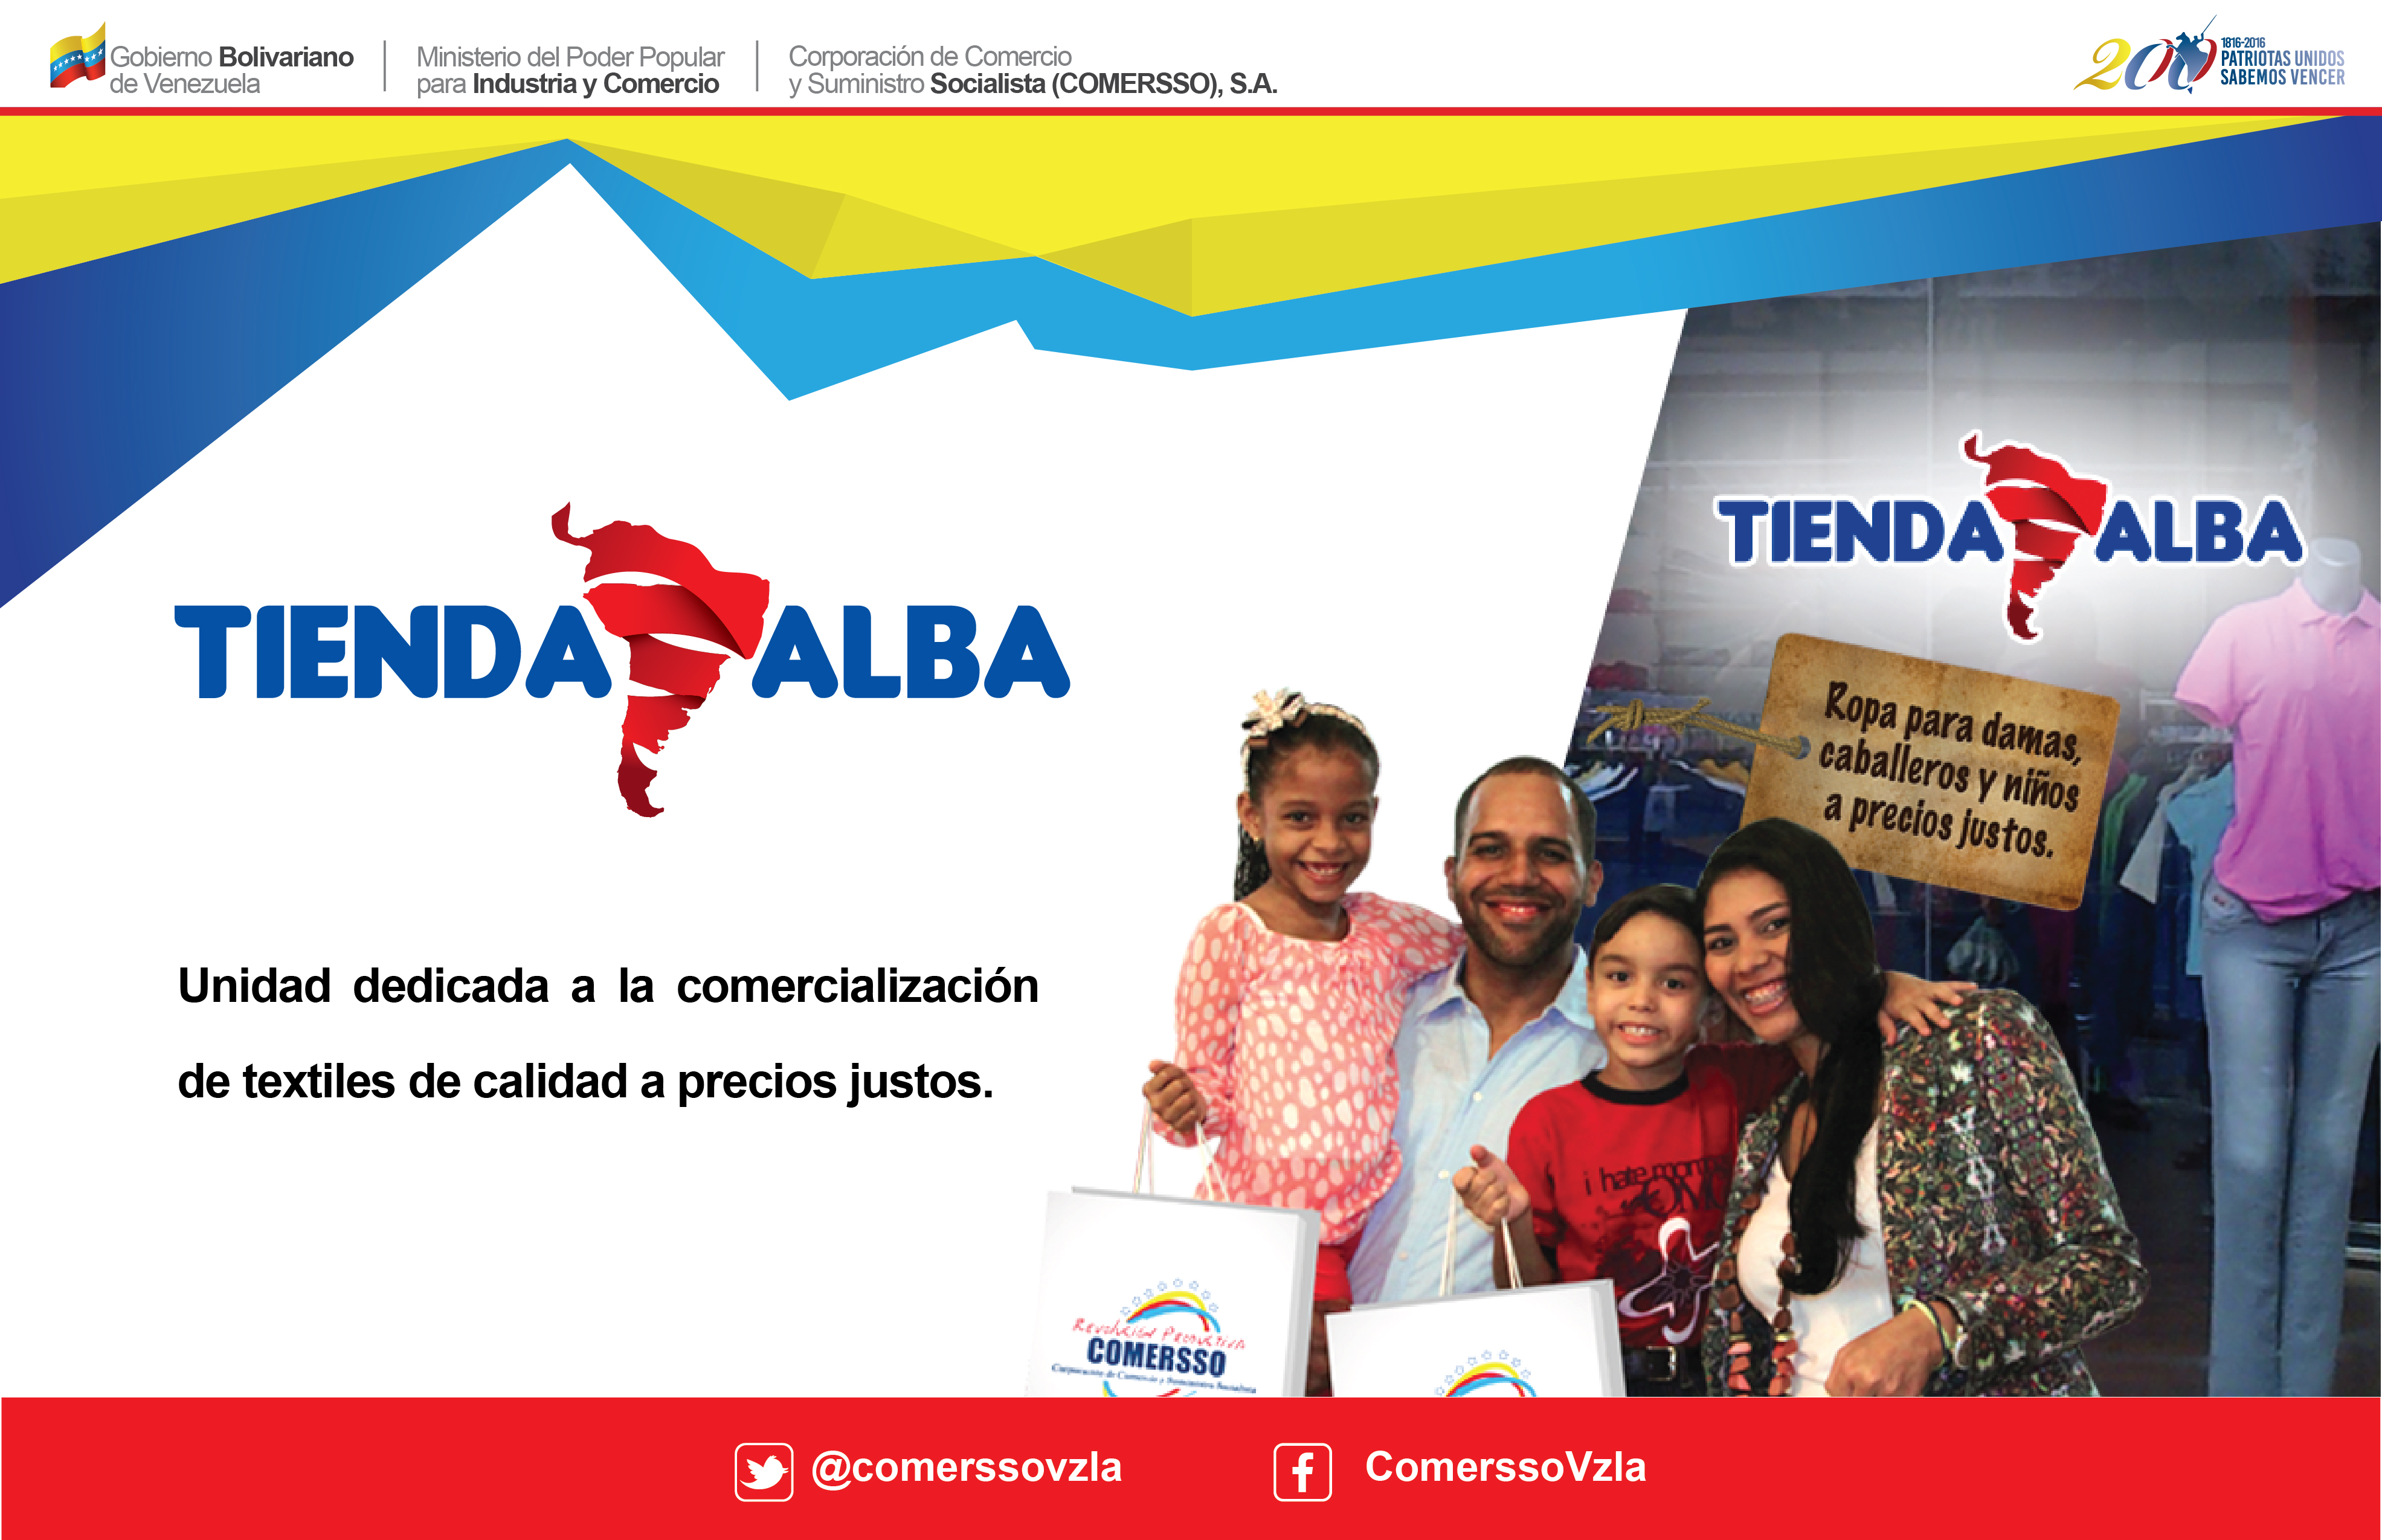 Gobierno Bolivariano
de Venezuela
Ministerio del Poder Popular
para Industria y Comercio
Corporación de Comercio
y Suministro Socialista (COMERSSO), S.A.
200
1816-2016
PATRIOTAS UNIDOS
SABEMOS VENCER
TIENDA ALBA
TIENDA ALBA
Ropa para damas,
caballeros y niños
a precios justos.
Unidad dedicada a la comercialización
de textiles de calidad a precios justos.
i hate
REVOLUCIÓN PRODUCTIVA
COMERSSO
Corporación de Comercio y Suministro Socialista
@comerssovzla
ComerssoVzla